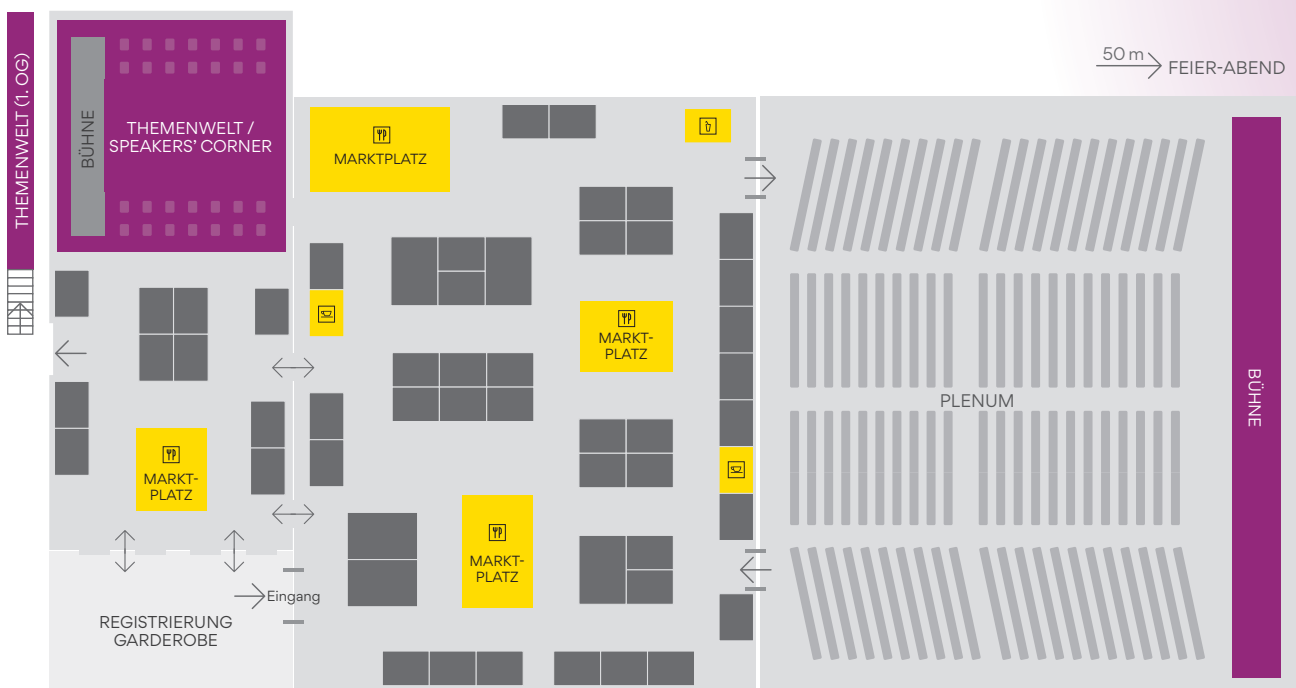 THEMENWELT (1. OG)
BÜHNE
THEMENWELT /
SPEAKERS' CORNER
MARKTPLATZ
50 m
FEIER-ABEND
MARKT-
PLATZ
PLENUM
BÜHNE
MARKT-
PLATZ
MARKT-
PLATZ
Eingang
REGISTRIERUNG
GARDEROBE